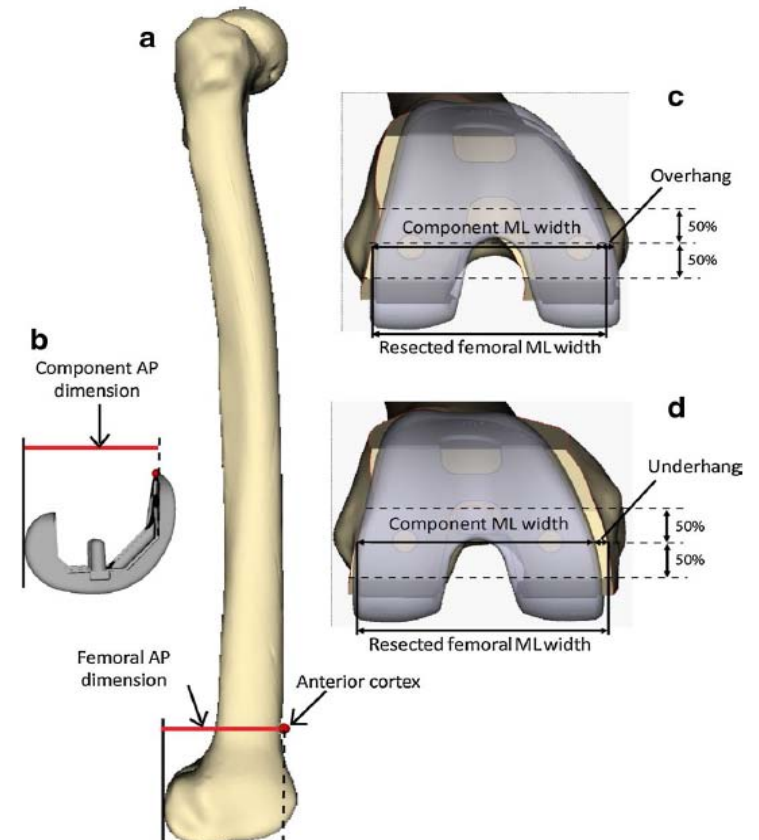 a
b
Component AP
dimension
Femoral AP
dimension
Anterior cortex
c
Overhang
Component ML width
50%
50%
Resected femoral ML width
d
Underhang
Component ML width
50%
50%
Resected femoral ML width